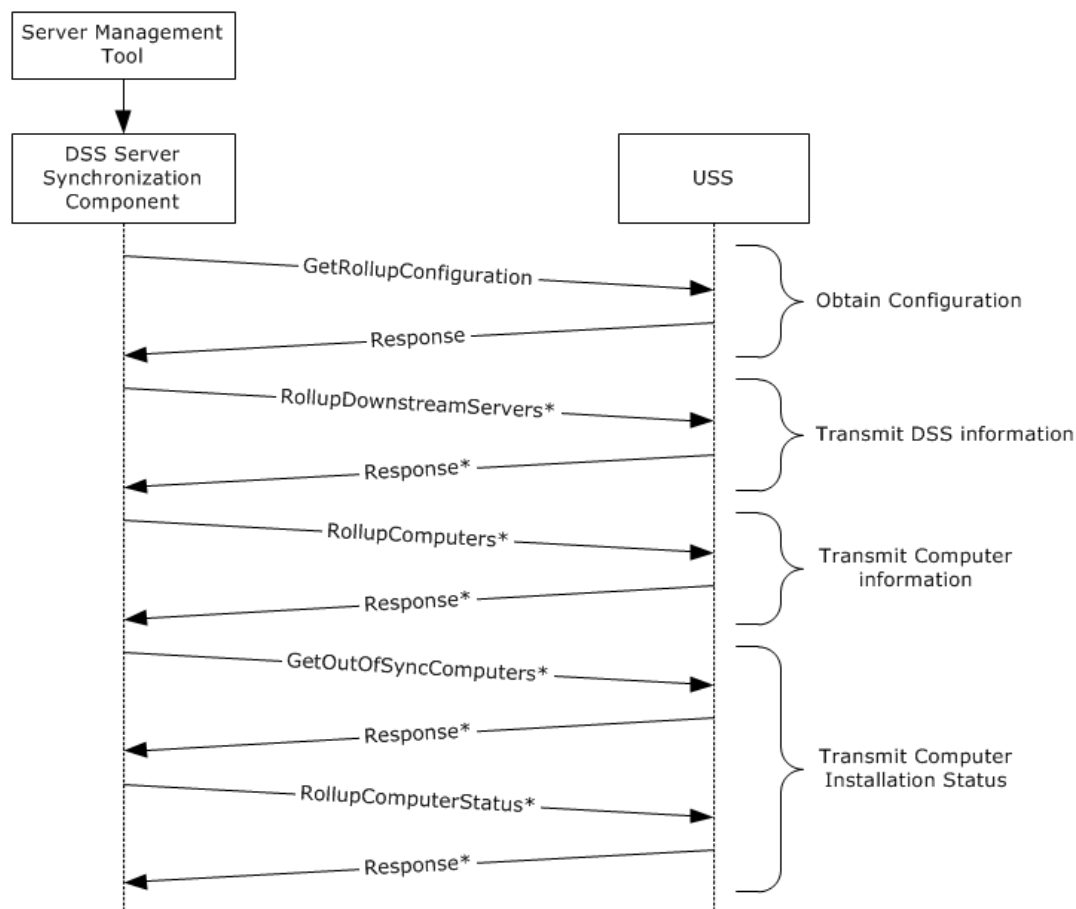 Server Management
Tool
DSS Server
Synchronization
Component
USS
GetRollupConfiguration
Obtain Configuration
Response
RollupDownstreamServers*
Transmit DSS information
Response*
RollupComputers*
Transmit Computer
information
Response*
GetOutOfSyncComputers*
Response*
Transmit Computer
Installation Status
RollupComputerStatus*
Response*